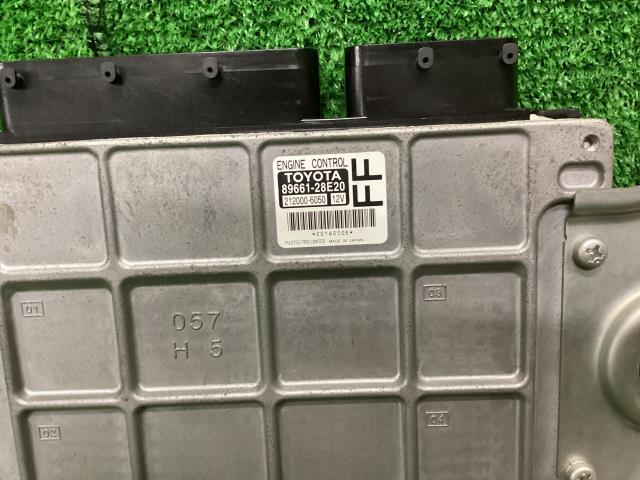 ENGINE CONTROL
TOYOTA
89661-28E20
212000-6050 12V
FF
*2016050E*
FUJITSU TEN LIMITED MADE IN JAPAN
01
03
057
H 5
02
04